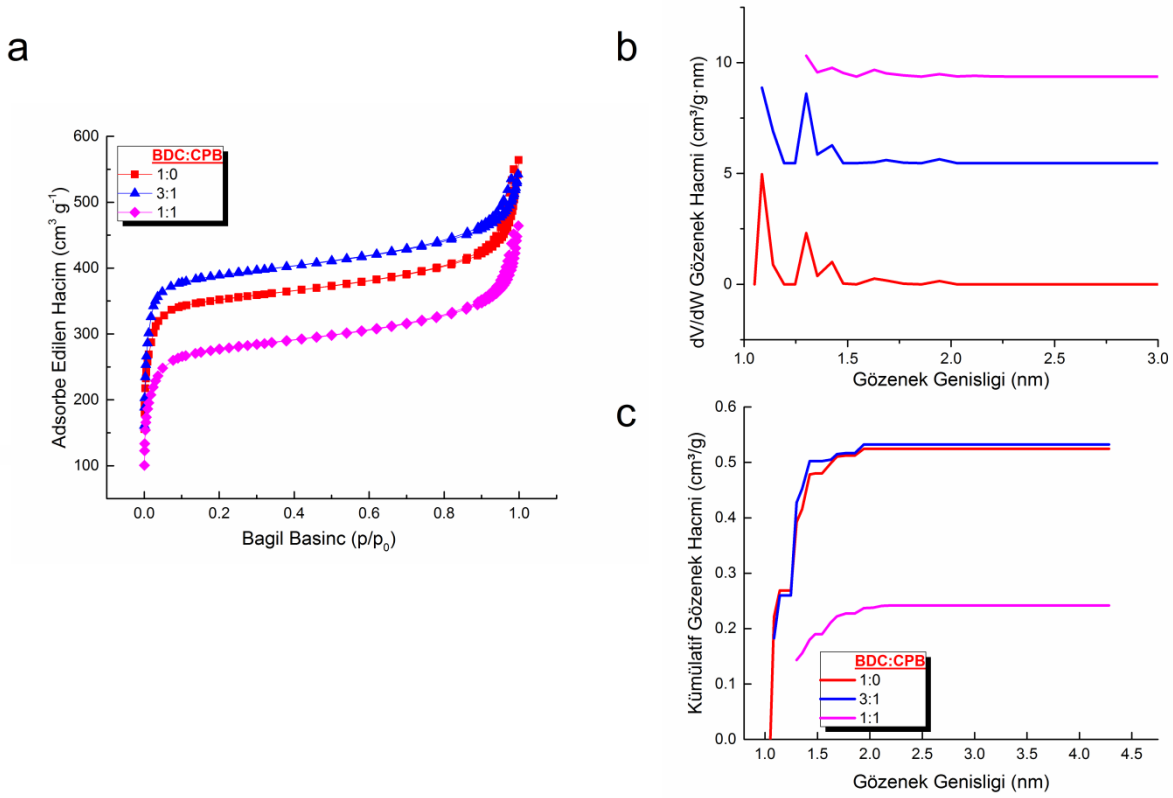 a
600
500
400
300
200
100
0.0 0.2 0.4 0.6 0.8 1.0
Adsorbe Edilen Hacim (cm³ g⁻¹)
Bagil Basinc (p/p₀)
BDC:CPB
1:0
3:1
1:1
b
10
5
0
1.0 1.5 2.0 2.5 3.0
dV/dW Gözenek Hacmi (cm³/g·nm)
Gözenek Genisligi (nm)
c
0.6
0.5
0.4
0.3
0.2
0.1
0.0
1.0 1.5 2.0 2.5 3.0 3.5 4.0 4.5
Kümülatif Gözenek Hacmi (cm³/g)
Gözenek Genisligi (nm)
BDC:CPB
1:0
3:1
1:1